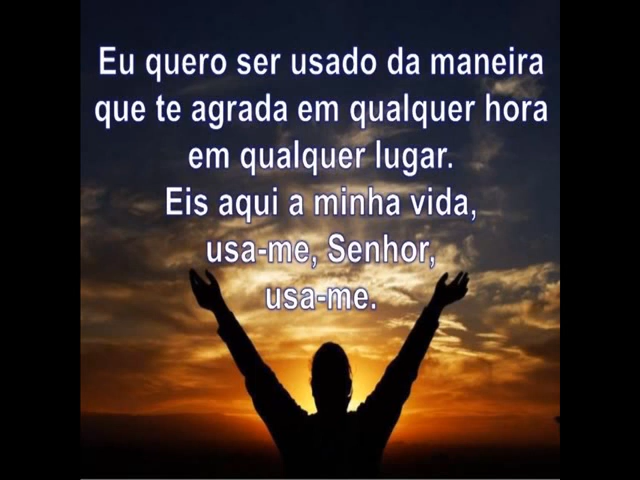 Eu quero ser usado da maneira
que te agrada em qualquer hora
em qualquer lugar.
Eis aqui a minha vida,
usa-me, Senhor,
usa-me.